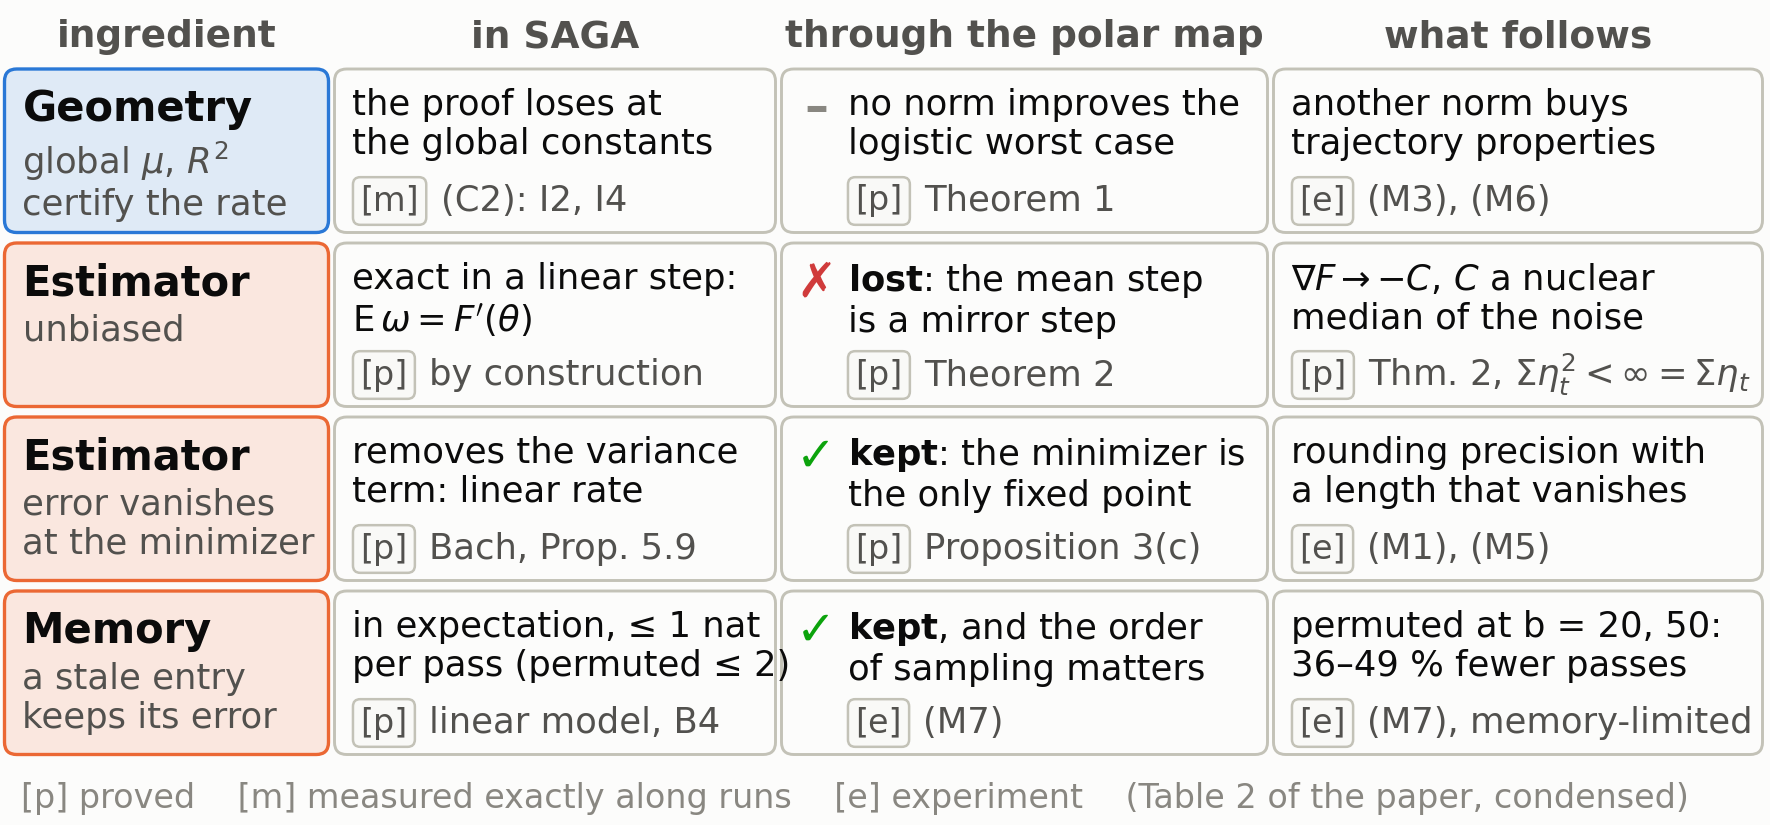 ingredient in SAGA through the polar map what follows
Geometry
global μ, R²
certify the rate
the proof loses at
the global constants
[m] (C2): I2, I4
– no norm improves the
logistic worst case
[p] Theorem 1
another norm buys
trajectory properties
[e] (M3), (M6)
Estimator
unbiased
exact in a linear step:
E ω = F′(θ)
[p] by construction
✗ lost: the mean step
is a mirror step
[p] Theorem 2
∇F → −C, C a nuclear
median of the noise
[p] Thm. 2, Ση_t² < ∞ = Ση_t
Estimator
error vanishes
at the minimizer
removes the variance
term: linear rate
[p] Bach, Prop. 5.9
✓ kept: the minimizer is
the only fixed point
[p] Proposition 3(c)
rounding precision with
a length that vanishes
[e] (M1), (M5)
Memory
a stale entry
keeps its error
in expectation, ≤ 1 nat
per pass (permuted ≤ 2)
[p] linear model, B4
✓ kept, and the order
of sampling matters
[e] (M7)
permuted at b = 20, 50:
36–49 % fewer passes
[e] (M7), memory-limited
[p] proved [m] measured exactly along runs [e] experiment (Table 2 of the paper, condensed)